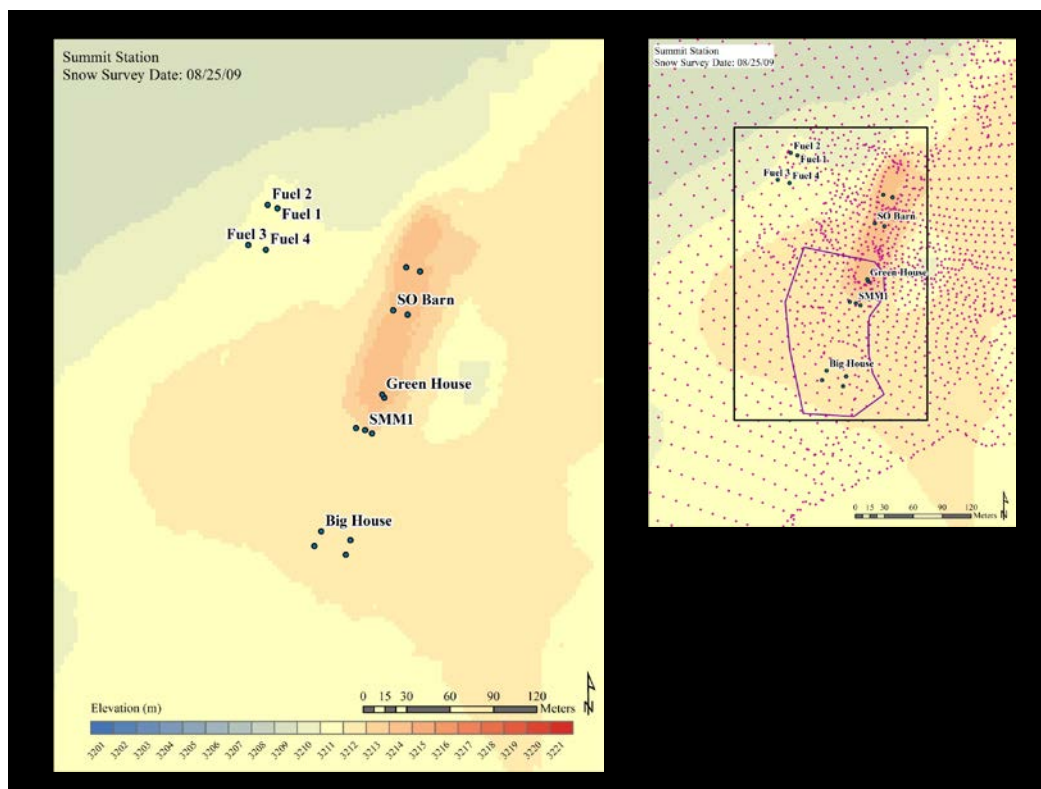 Summit Station
Snow Survey Date: 08/25/09
Fuel 2
Fuel 1
Fuel 3
Fuel 4
SO Barn
Green House
SMM1
Big House
0 15 30 60 90 120
Meters
N
Elevation (m)
3201 3202 3203 3204 3205 3206 3207 3208 3209 3210 3211 3212 3213 3214 3215 3216 3217 3218 3219 3220 3221
Summit Station
Snow Survey Date: 08/25/09
Fuel 2
Fuel 1
Fuel 3
Fuel 4
SO Barn
Green House
SMM1
Big House
0 15 30 60 90 120
Meters
N